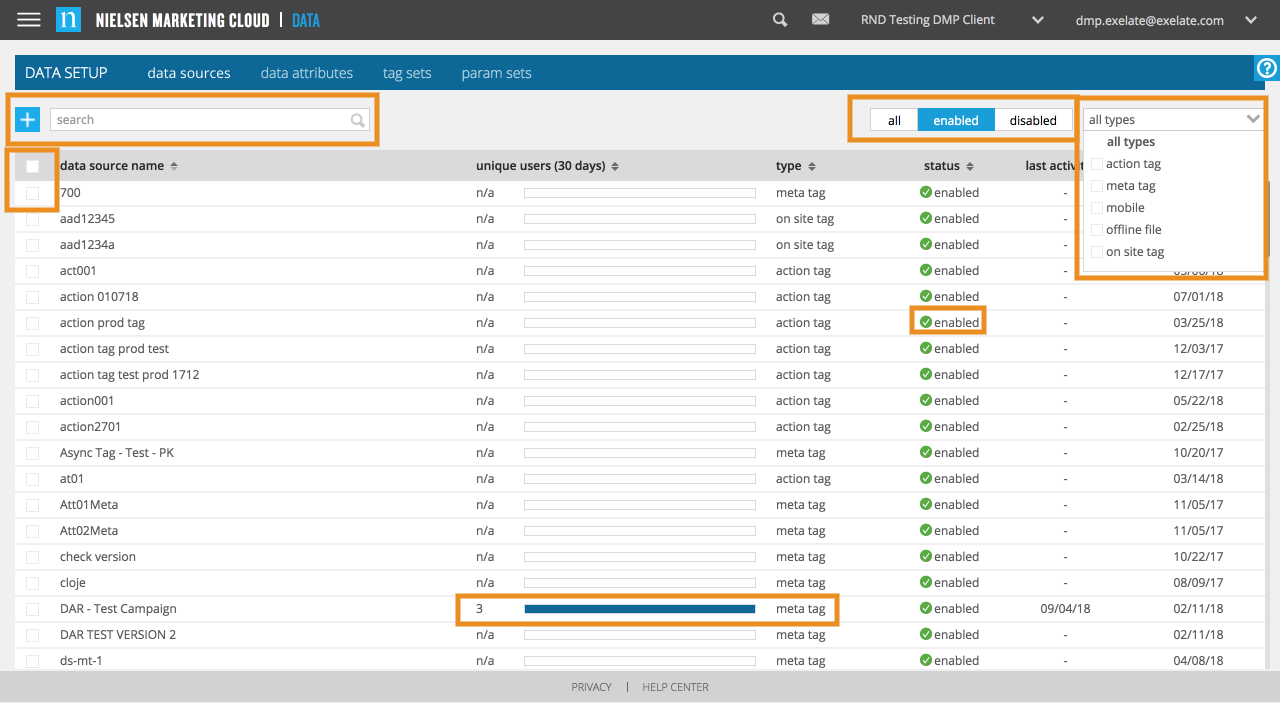 n NIELSEN MARKETING CLOUD | DATA RND Testing DMP Client dmp.exelate@exelate.com
DATA SETUP data sources data attributes tag sets param sets ?
+ search all enabled disabled all types
all types
action tag
meta tag
mobile
offline file
on site tag
data source name unique users (30 days) type status last activit
700 n/a meta tag enabled -
aad12345 n/a on site tag enabled -
aad1234a n/a on site tag enabled -
act001 n/a action tag enabled -
action 010718 n/a action tag enabled - 07/01/18
action prod tag n/a action tag enabled - 03/25/18
action tag prod test n/a action tag enabled - 12/03/17
action tag test prod 1712 n/a action tag enabled - 12/17/17
action001 n/a action tag enabled - 05/22/18
action2701 n/a action tag enabled - 02/25/18
Async Tag - Test - PK n/a meta tag enabled - 10/20/17
at01 n/a action tag enabled - 03/14/18
Att01Meta n/a meta tag enabled - 11/05/17
Att02Meta n/a meta tag enabled - 11/05/17
check version n/a meta tag enabled - 10/22/17
cloje n/a meta tag enabled - 08/09/17
DAR - Test Campaign 3 meta tag enabled 09/04/18 02/11/18
DAR TEST VERSION 2 n/a meta tag enabled - 02/11/18
ds-mt-1 n/a meta tag enabled - 04/08/18
PRIVACY | HELP CENTER